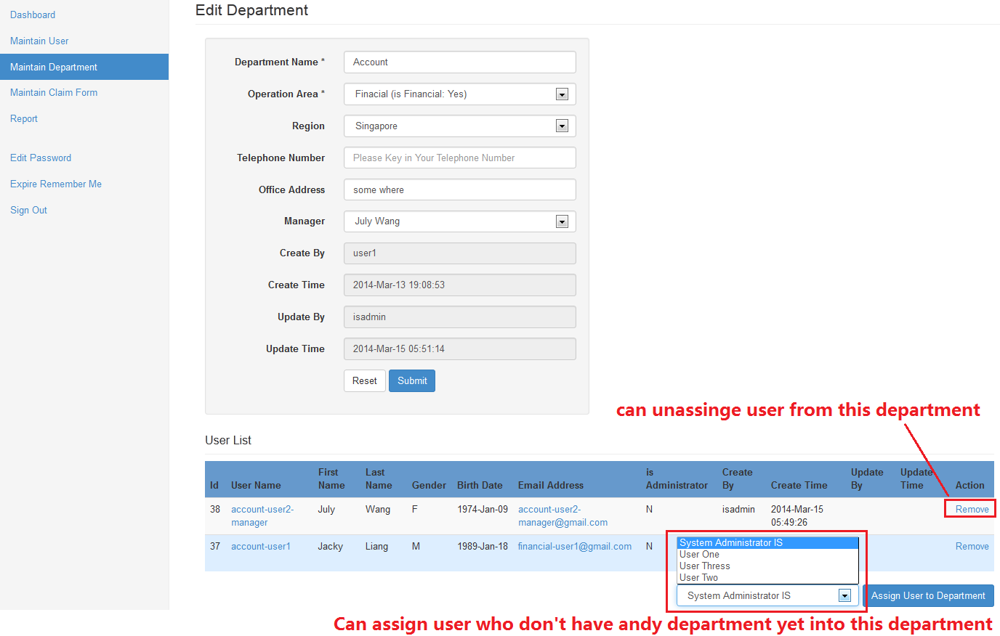 Dashboard
Maintain User
Maintain Department
Maintain Claim Form
Report
Edit Password
Expire Remember Me
Sign Out
Edit Department
Department Name * Account
Operation Area * Finacial (is Financial: Yes)
Region Singapore
Telephone Number Please Key in Your Telephone Number
Office Address some where
Manager July Wang
Create By user1
Create Time 2014-Mar-13 19:08:53
Update By isadmin
Update Time 2014-Mar-15 05:51:14
Reset Submit
can unassinge user from this department
User List
Id User Name First Name Last Name Gender Birth Date Email Address is Administrator Create By Create Time Update By Update Time Action
38 account-user2-manager July Wang F 1974-Jan-09 account-user2-manager@gmail.com N isadmin 2014-Mar-15 05:49:26 Remove
37 account-user1 Jacky Liang M 1989-Jan-18 financial-user1@gmail.com N Remove
System Administrator IS
User One
User Thress
User Two
System Administrator IS Assign User to Department
Can assign user who don't have andy department yet into this department